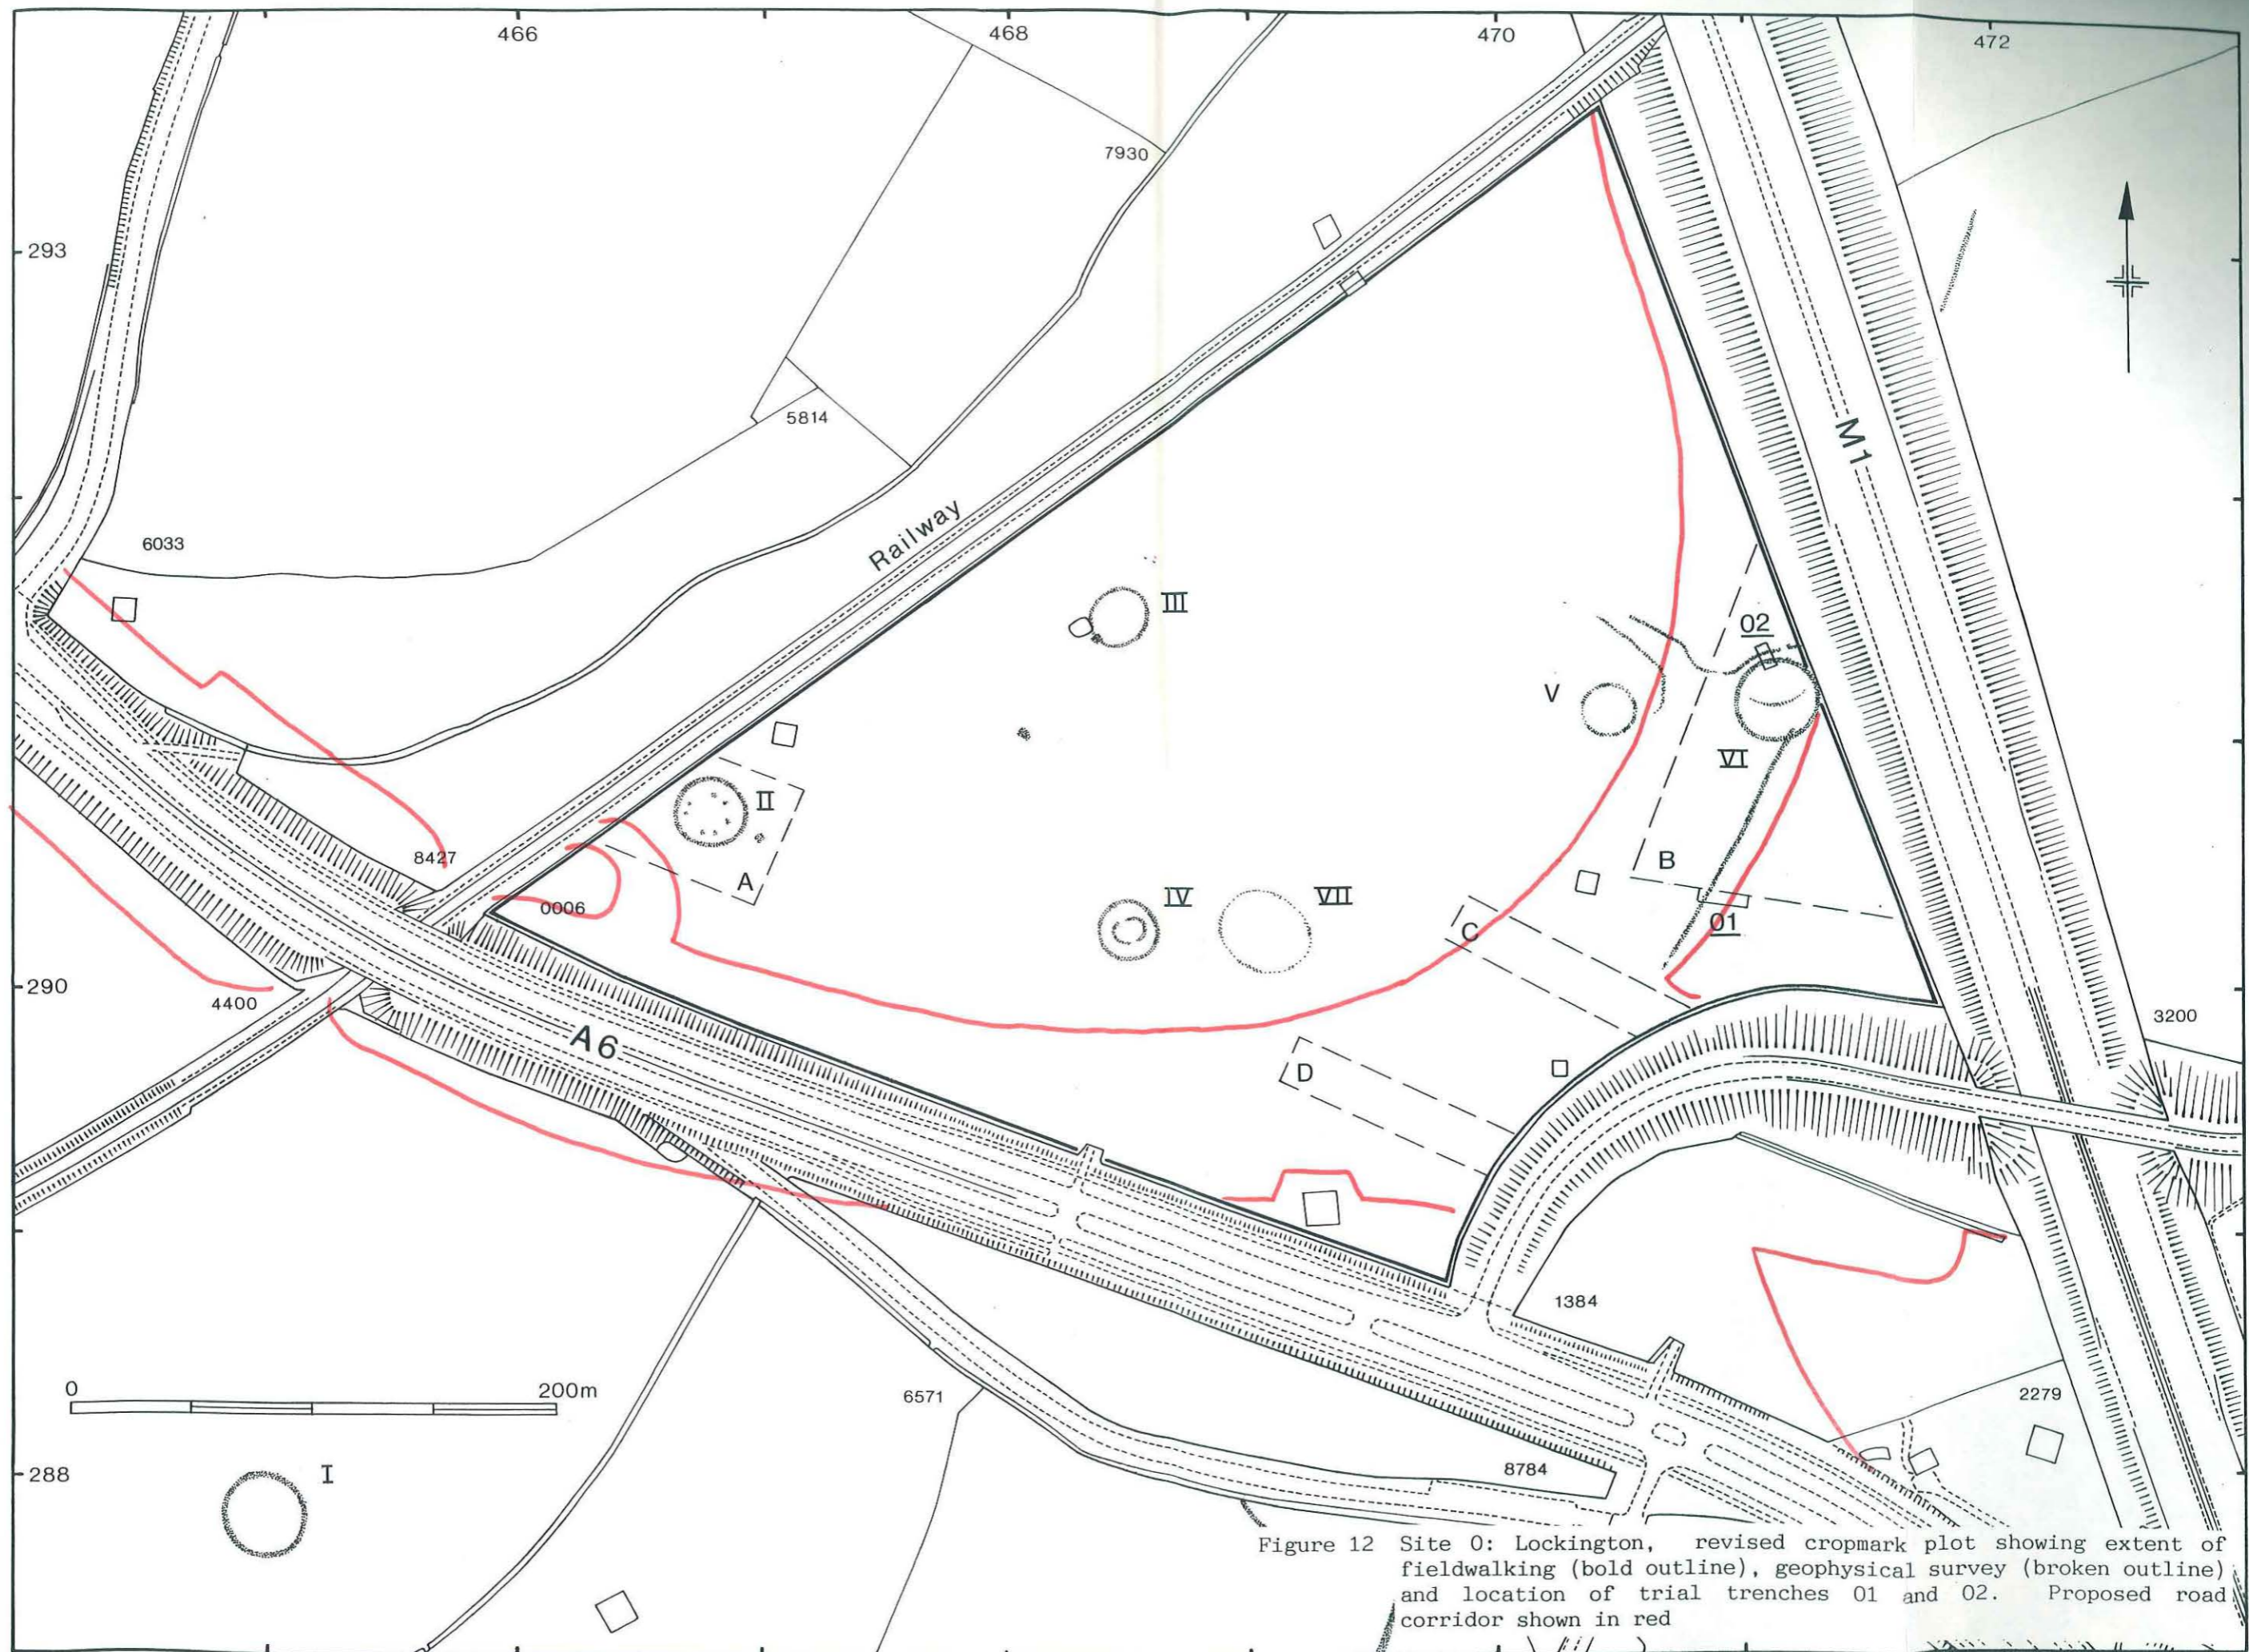 466
468
470
472
7930
293
M1
5814
Railway
6033
III
02
V
VI
II
B
8427
A
0006
IV
VII
C
01
290
4400
3200
A6
D
1384
0
200m
6571
2279
288
I
8784
Figure 12 Site O: Lockington, revised cropmark plot showing extent of
fieldwalking (bold outline), geophysical survey (broken outline)
and location of trial trenches 01 and 02. Proposed road
corridor shown in red